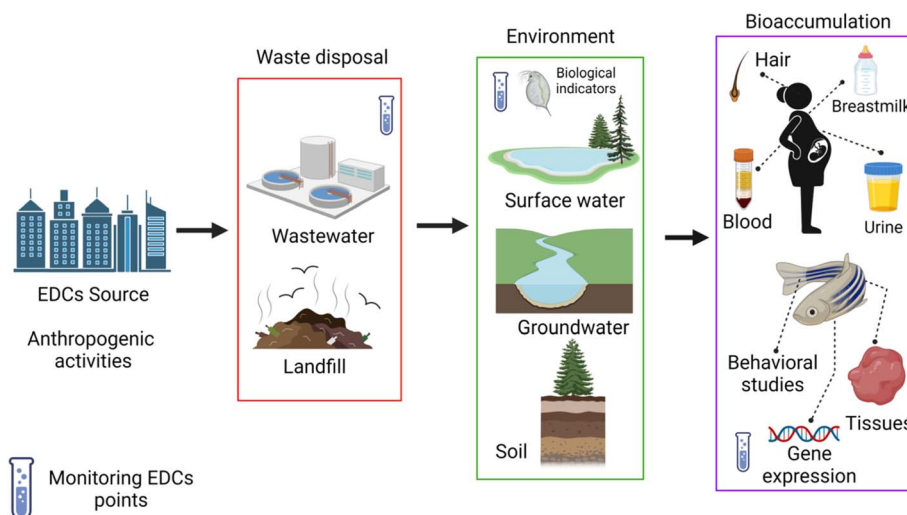 EDCs Source
Anthropogenic
activities
Monitoring EDCs
points
Waste disposal
Wastewater
Landfill
Environment
Biological
indicators
Surface water
Groundwater
Soil
Bioaccumulation
Hair
Breastmilk
Blood
Urine
Behavioral
studies
Tissues
Gene
expression